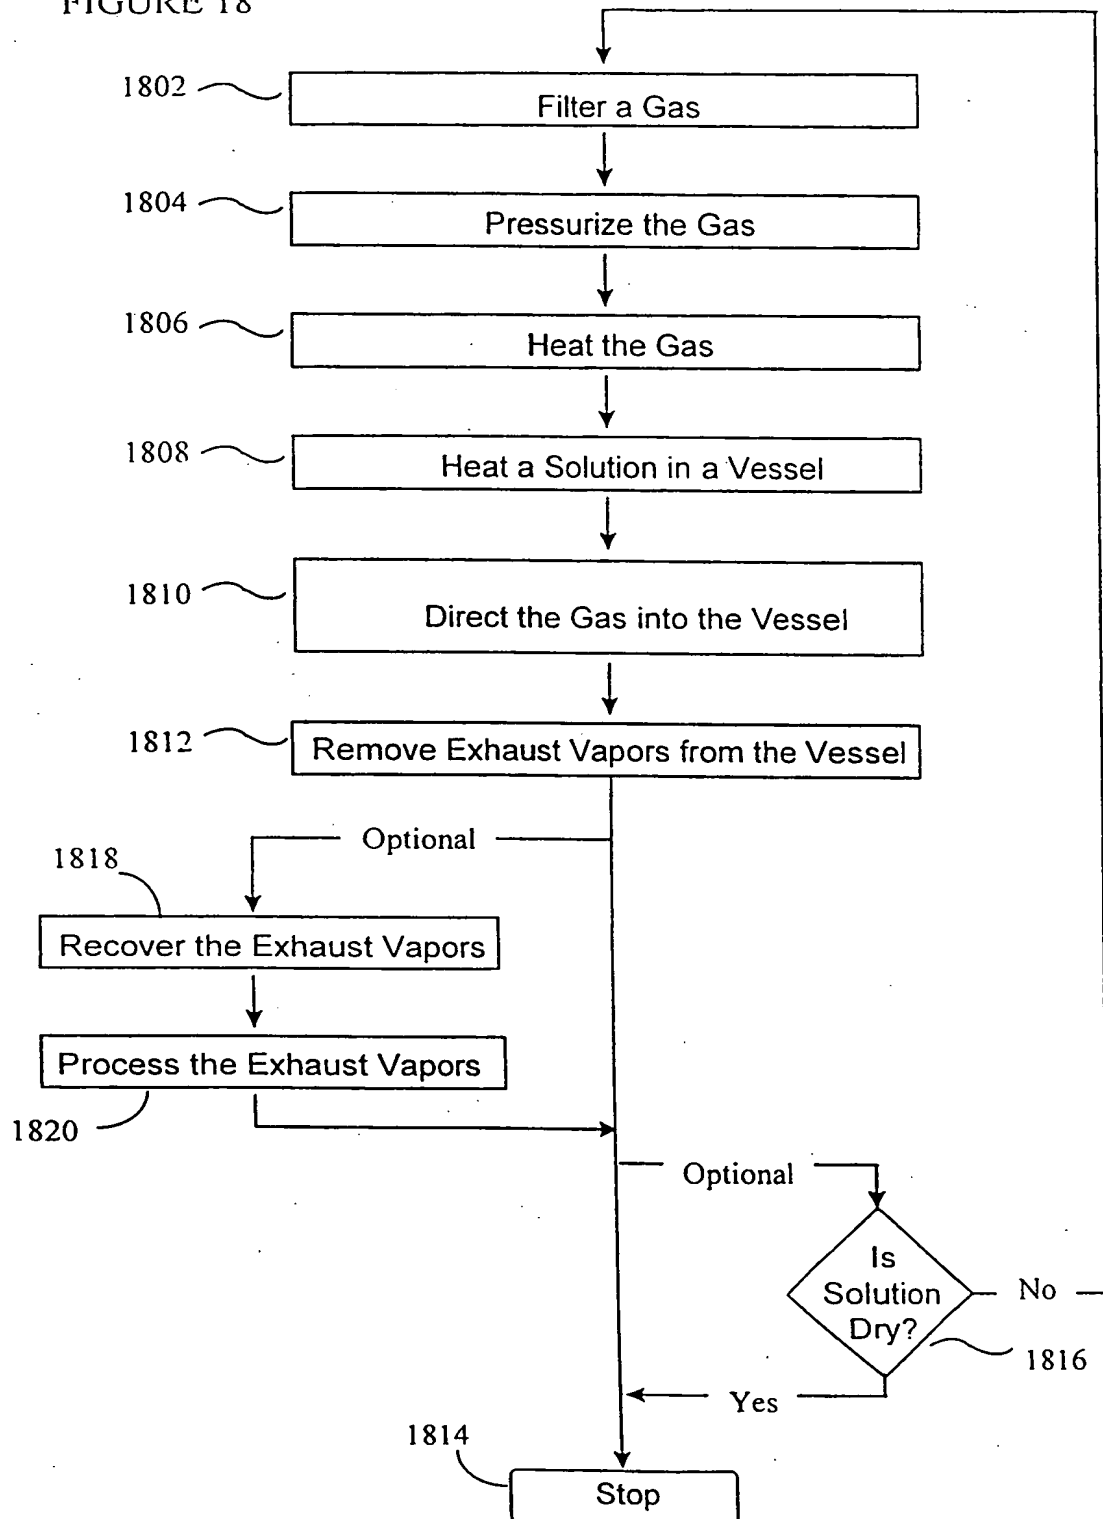 FIGURE 18
1802
Filter a Gas
1804
Pressurize the Gas
1806
Heat the Gas
1808
Heat a Solution in a Vessel
1810
Direct the Gas into the Vessel
1812
Remove Exhaust Vapors from the Vessel
Optional
1818
Recover the Exhaust Vapors
Process the Exhaust Vapors
1820
Optional
Is
Solution
Dry?
No
1816
Yes
1814
Stop